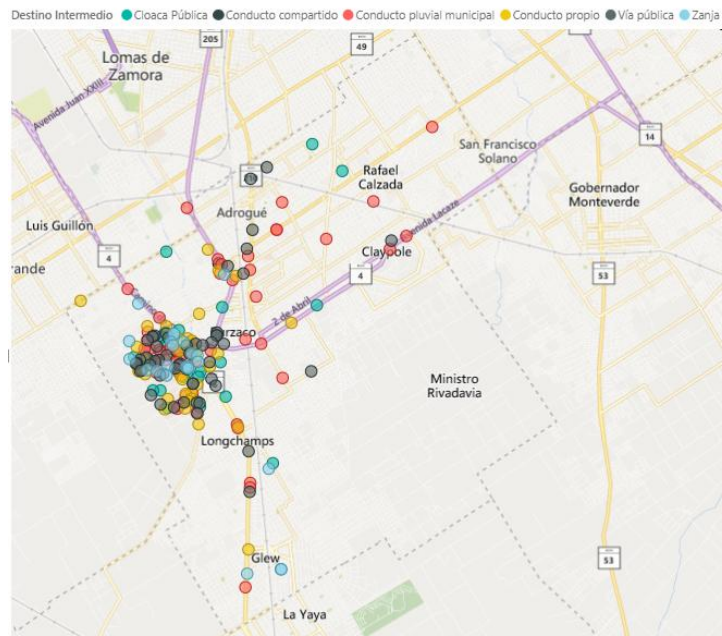 Destino Intermedio Cloaca Pública Conducto compartido Conducto pluvial municipal Conducto propio Vía pública Zanja
205
49
Lomas de
Zamora
Avenida Juan XXIII
14
San Francisco
Solano
Rafael
Calzada
Gobernador
Monteverde
Adrogué
Luis Guillón
4
Claypole
Avenida Lacaze
rande
4
53
2 de Abril
Ministro
Rivadavia
Longchamps
Glew
53
La Yaya